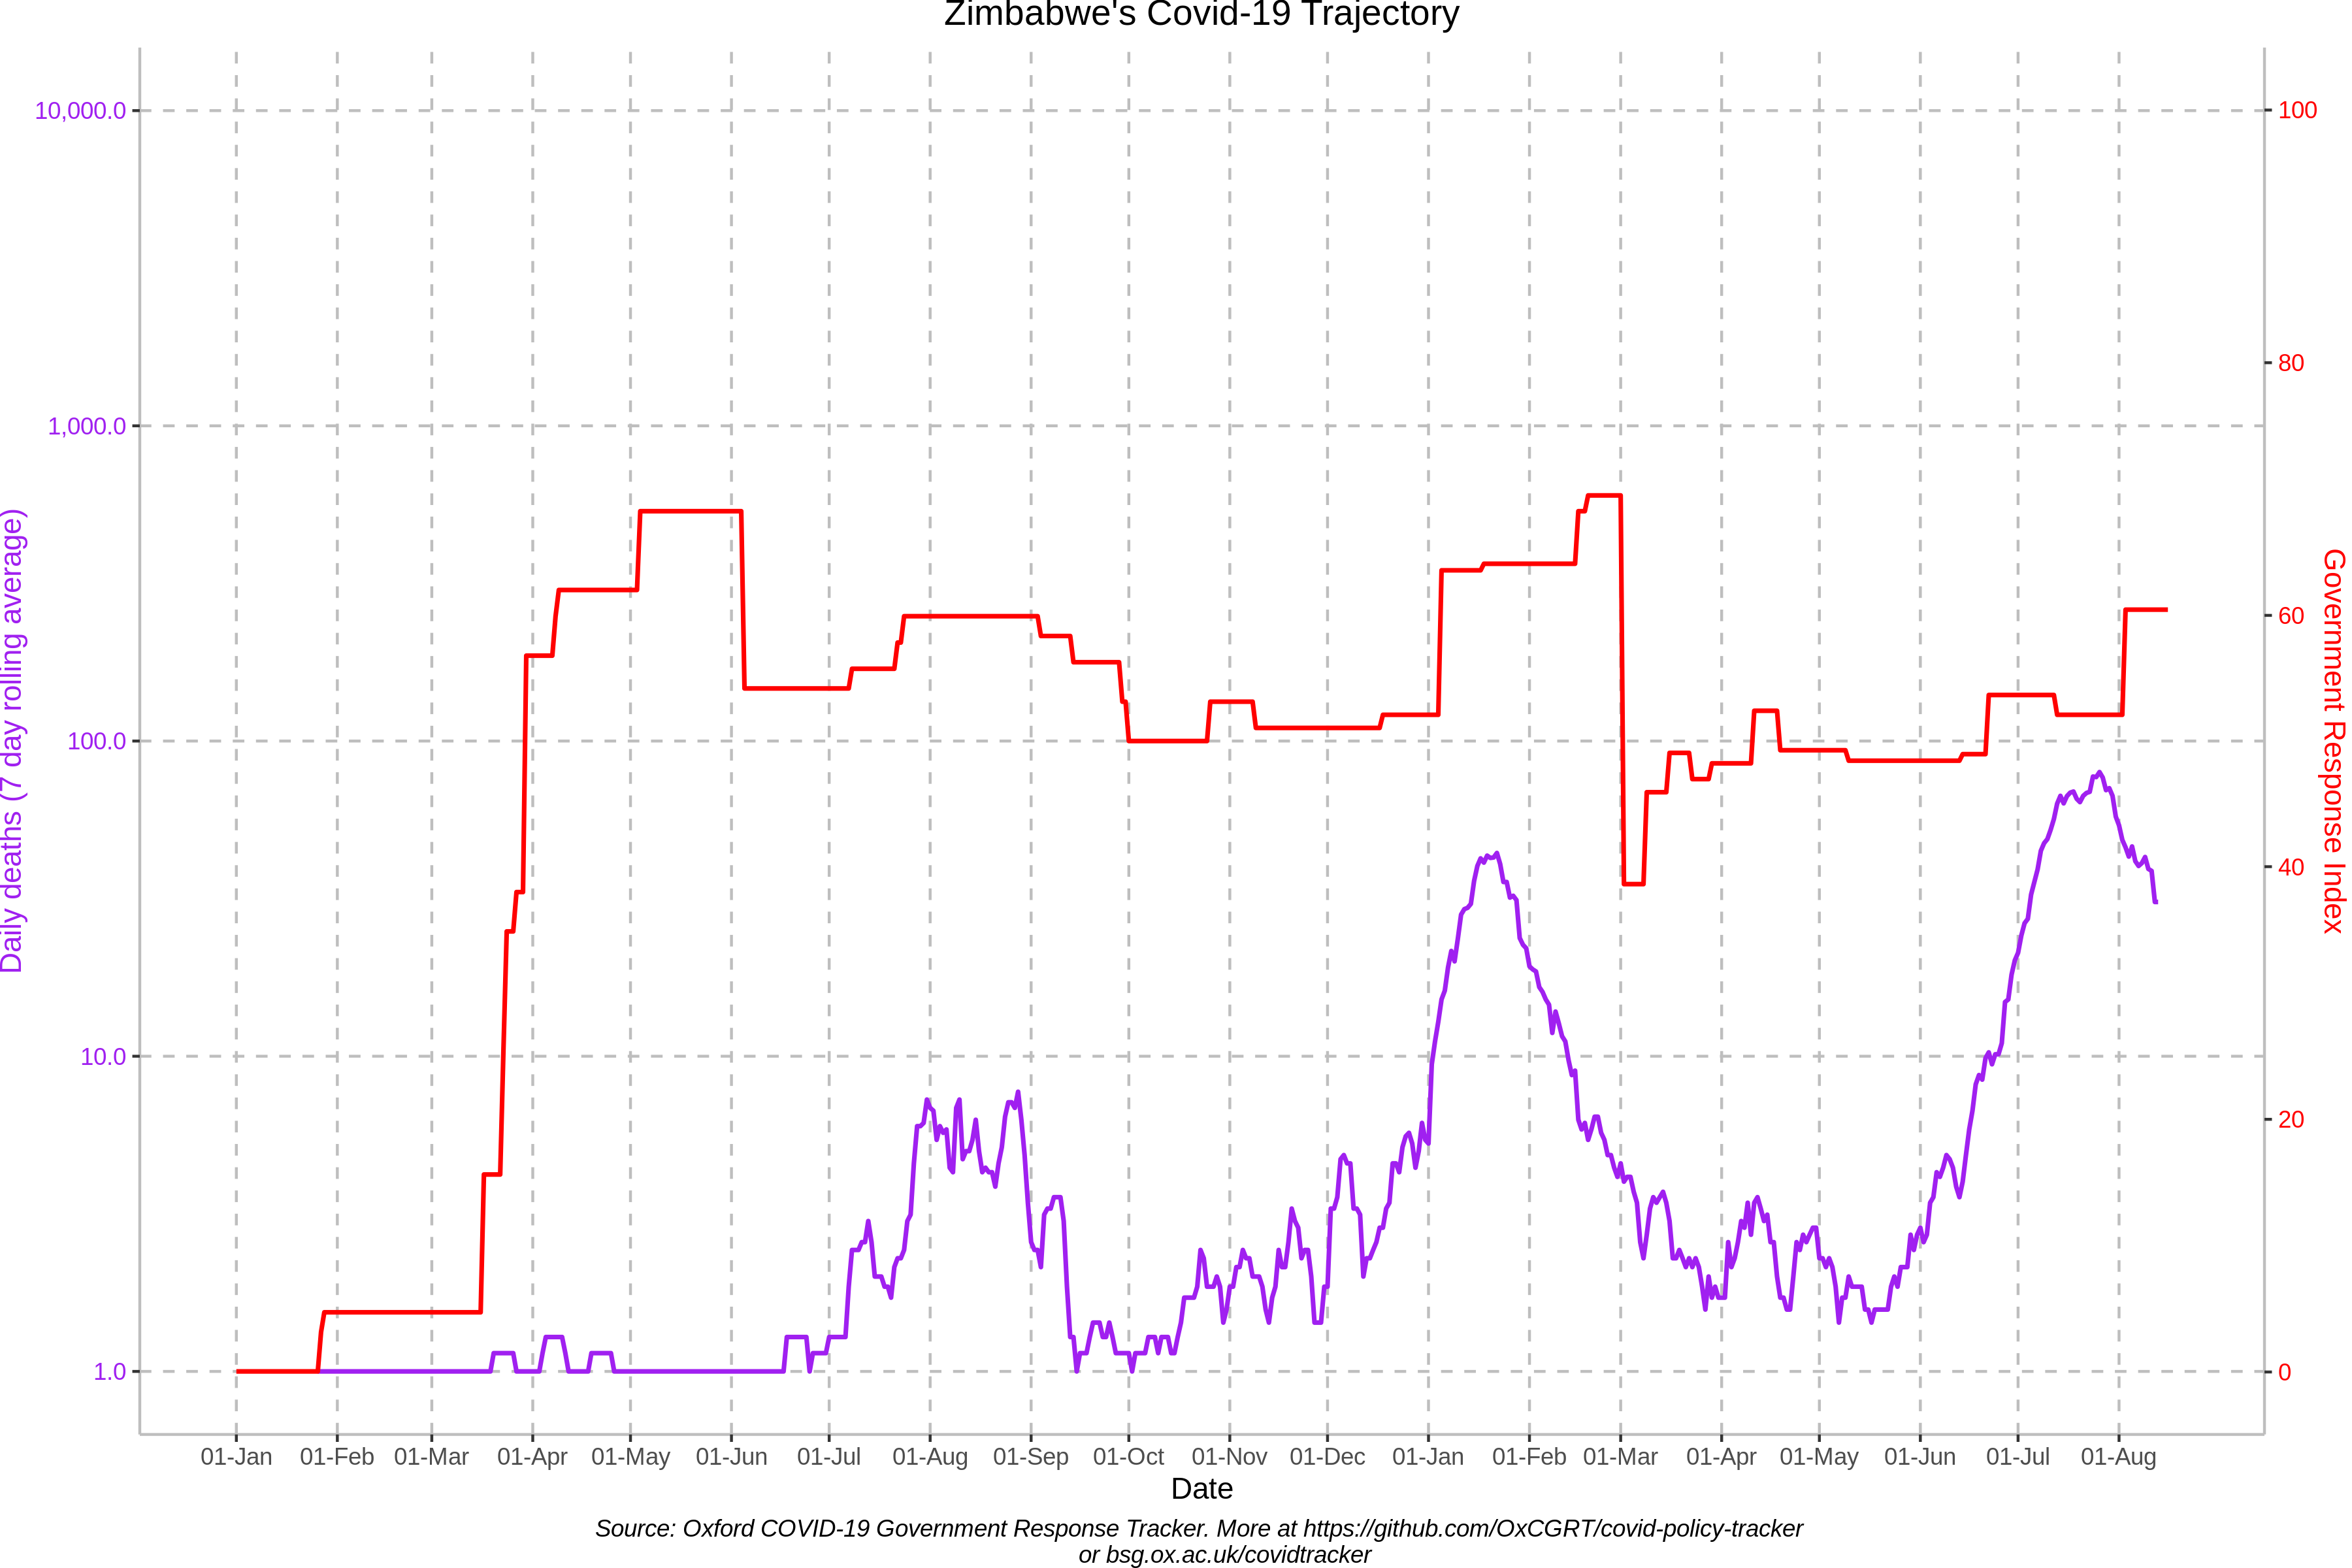 Zimbabwe's Covid-19 Trajectory
10,000.0
1,000.0
100.0
10.0
1.0
Daily deaths (7 day rolling average)
100
80
60
40
20
0
Government Response Index
01-Jan 01-Feb 01-Mar 01-Apr 01-May 01-Jun 01-Jul 01-Aug 01-Sep 01-Oct 01-Nov 01-Dec 01-Jan 01-Feb 01-Mar 01-Apr 01-May 01-Jun 01-Jul 01-Aug
Date
Source: Oxford COVID-19 Government Response Tracker. More at https://github.com/OxCGRT/covid-policy-tracker
or bsg.ox.ac.uk/covidtracker